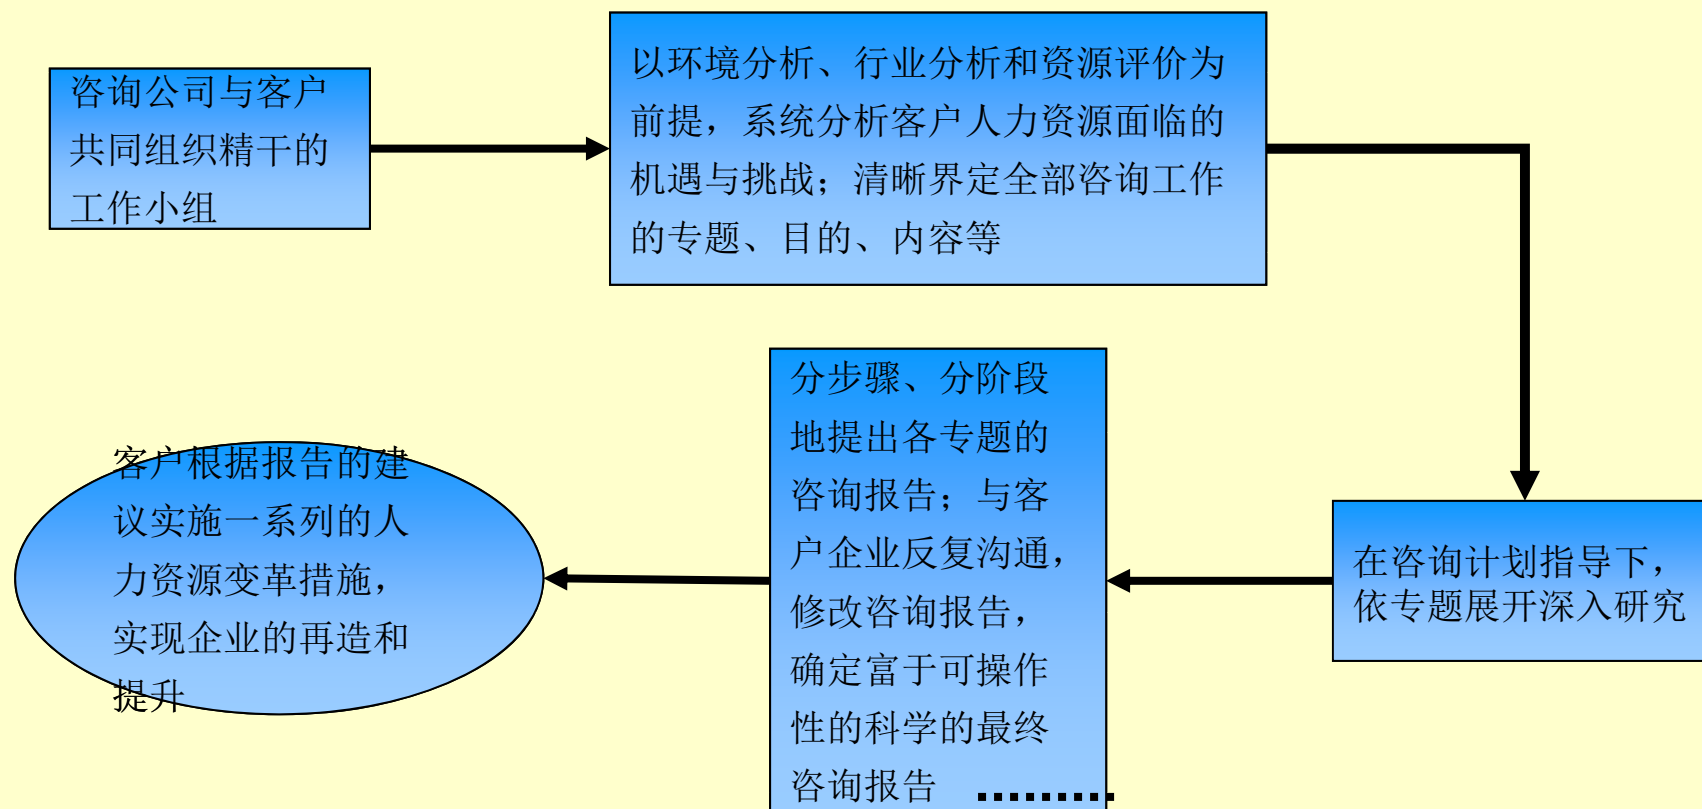 咨询公司与客户
共同组织精干的
工作小组
以环境分析、行业分析和资源评价为
前提，系统分析客户人力资源面临的
机遇与挑战；清晰界定全部咨询工作
的专题、目的、内容等
在咨询计划指导下，
依专题展开深入研究
分步骤、分阶段
地提出各专题的
咨询报告；与客
户企业反复沟通，
修改咨询报告，
确定富于可操作
性的科学的最终
咨询报告
客户根据报告的建
议实施一系列的人
力资源变革措施，
实现企业的再造和
提升